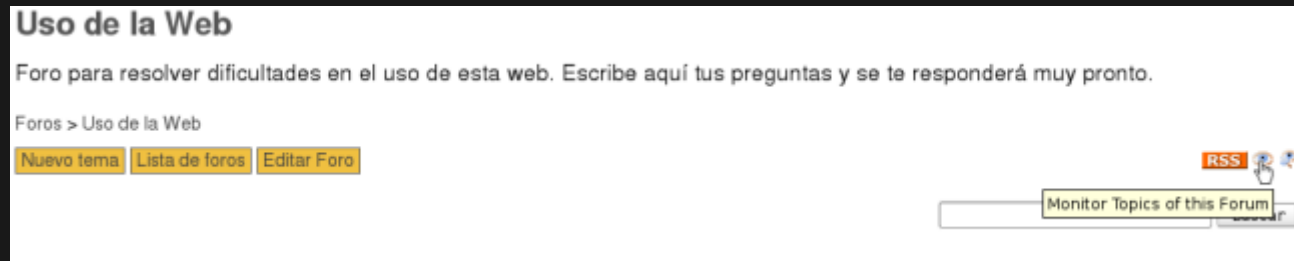 Uso de la Web
Foro para resolver dificultades en el uso de esta web. Escribe aquí tus preguntas y se te responderá muy pronto.
Foros > Uso de la Web
Nuevo tema Lista de foros Editar Foro
RSS
Monitor Topics of this Forum